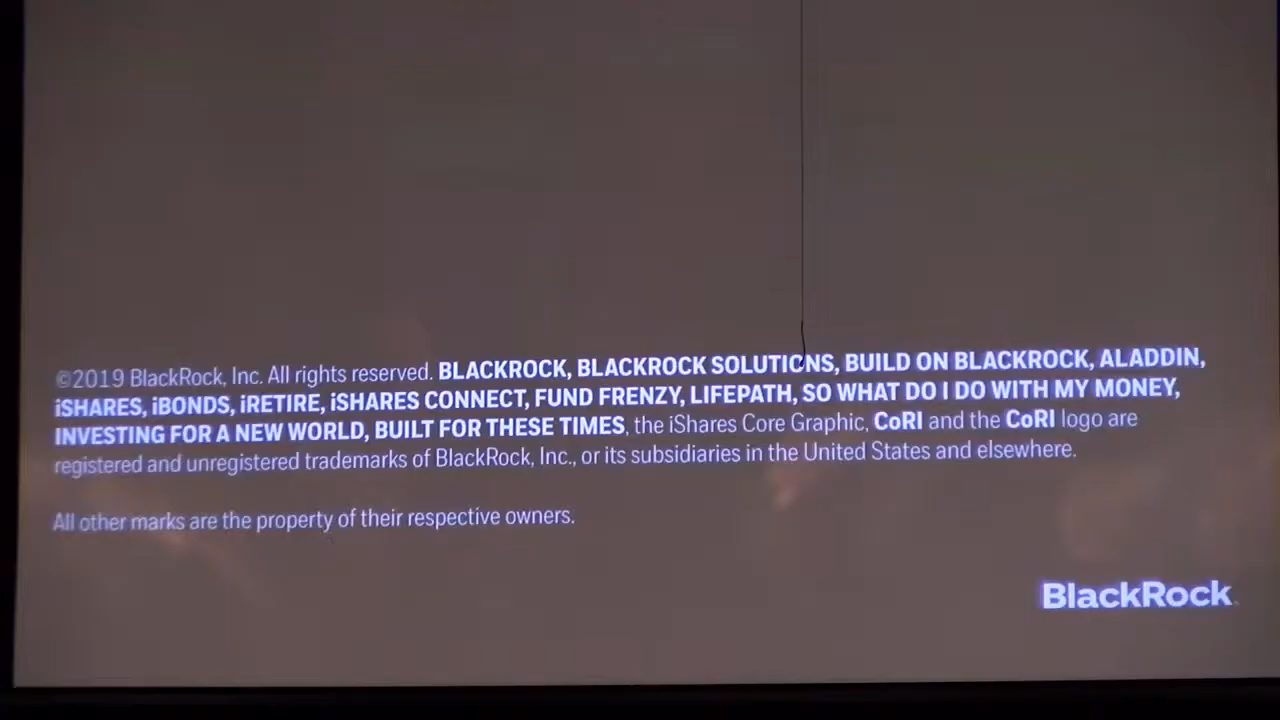 ©2019 BlackRock, Inc. All rights reserved. BLACKROCK, BLACKROCK SOLUTIONS, BUILD ON BLACKROCK, ALADDIN,
iSHARES, iBONDS, iRETIRE, iSHARES CONNECT, FUND FRENZY, LIFEPATH, SO WHAT DO I DO WITH MY MONEY,
INVESTING FOR A NEW WORLD, BUILT FOR THESE TIMES, the iShares Core Graphic, CoRI and the CoRI logo are
registered and unregistered trademarks of BlackRock, Inc., or its subsidiaries in the United States and elsewhere.
All other marks are the property of their respective owners.
BlackRock